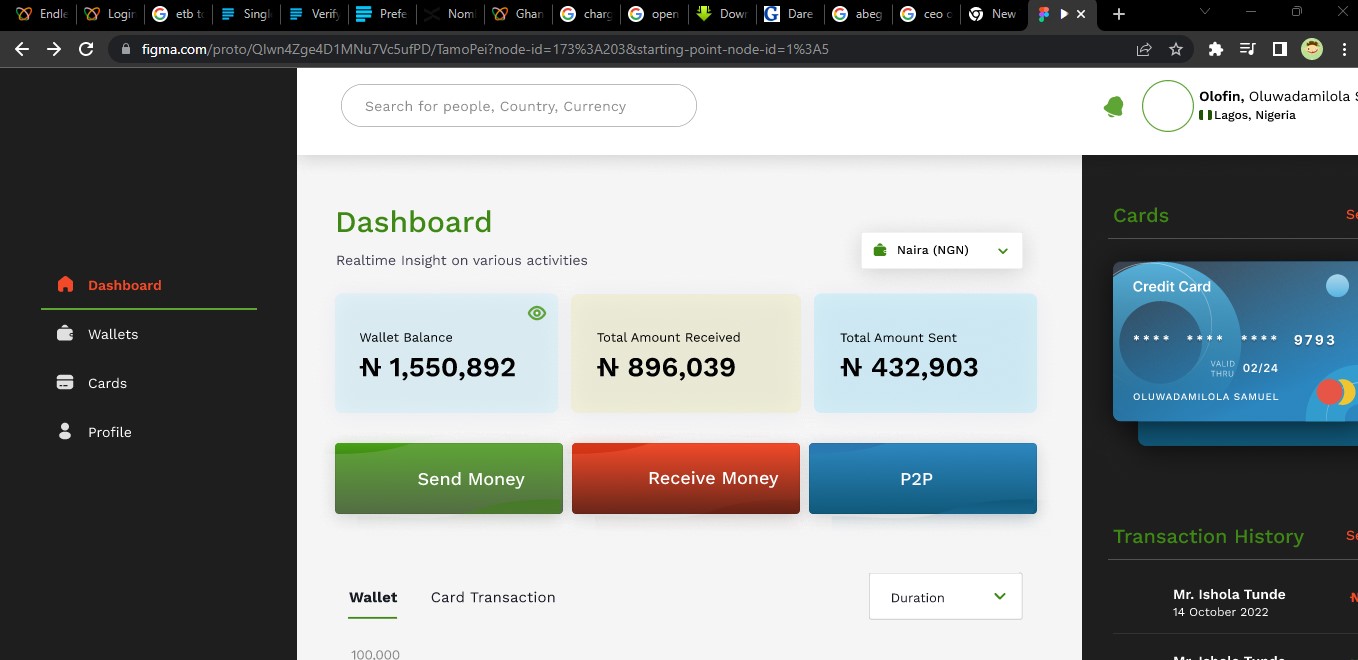 Endle
Login
etb to
Singl
Verify
Prefe
Noml
Ghan
charg
open
Dow
Dare
abeg
ceo o
New
figma.com/proto/QIwn4Zge4D1MNu7Vc5ufPD/TamoPei?node-id=173%3A203&starting-point-node-id=1%3A5
Search for people, Country, Currency
Olofin, Oluwadamilola S
Lagos, Nigeria
Dashboard
Wallets
Cards
Profile
Dashboard
Realtime Insight on various activities
Naira (NGN)
Wallet Balance
₦ 1,550,892
Total Amount Received
₦ 896,039
Total Amount Sent
₦ 432,903
Send Money
Receive Money
P2P
Wallet
Card Transaction
Duration
100,000
Cards
Se
Credit Card
**** **** **** 9793
VALID
THRU 02/24
OLUWADAMILOLA SAMUEL
Transaction History
Se
Mr. Ishola Tunde
14 October 2022
Mr. Ishola Tunde